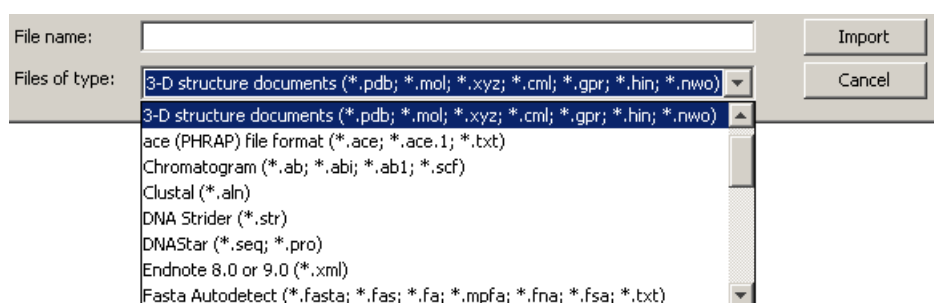 File name:
Import
Files of type:
3-D structure documents (*.pdb; *.mol; *.xyz; *.cml; *.gpr; *.hin; *.nwo)
Cancel
3-D structure documents (*.pdb; *.mol; *.xyz; *.cml; *.gpr; *.hin; *.nwo)
ace (PHRAP) file format (*.ace; *.ace.1; *.txt)
Chromatogram (*.ab; *.abi; *.ab1; *.scf)
Clustal (*.aln)
DNA Strider (*.str)
DNAStar (*.seq; *.pro)
Endnote 8.0 or 9.0 (*.xml)
Fasta Autodetect (*.fasta; *.fas; *.fa; *.mpfa; *.fna; *.fsa; *.txt)